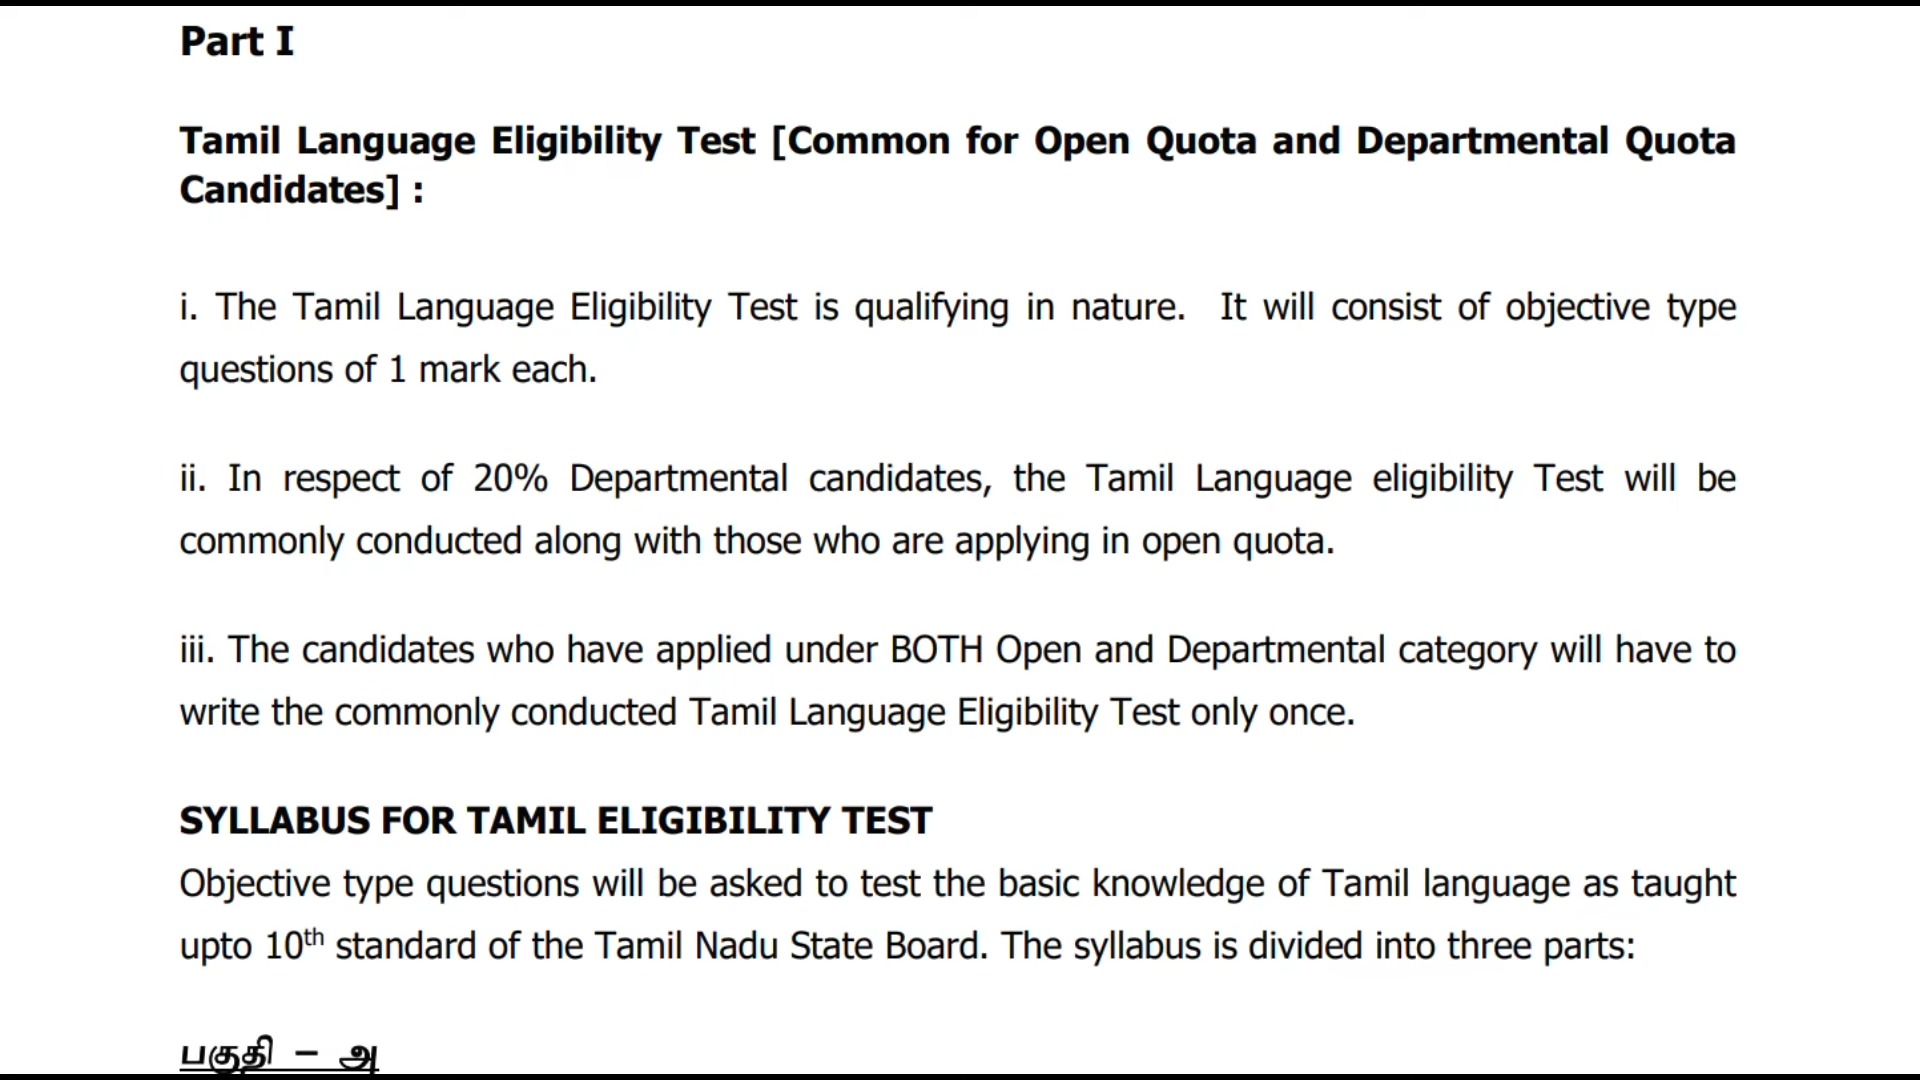 Part I
Tamil Language Eligibility Test [Common for Open Quota and Departmental Quota
Candidates] :
i. The Tamil Language Eligibility Test is qualifying in nature. It will consist of objective type
questions of 1 mark each.
ii. In respect of 20% Departmental candidates, the Tamil Language eligibility Test will be
commonly conducted along with those who are applying in open quota.
iii. The candidates who have applied under BOTH Open and Departmental category will have to
write the commonly conducted Tamil Language Eligibility Test only once.
SYLLABUS FOR TAMIL ELIGIBILITY TEST
Objective type questions will be asked to test the basic knowledge of Tamil language as taught
upto 10th standard of the Tamil Nadu State Board. The syllabus is divided into three parts:
பகுதி – அ